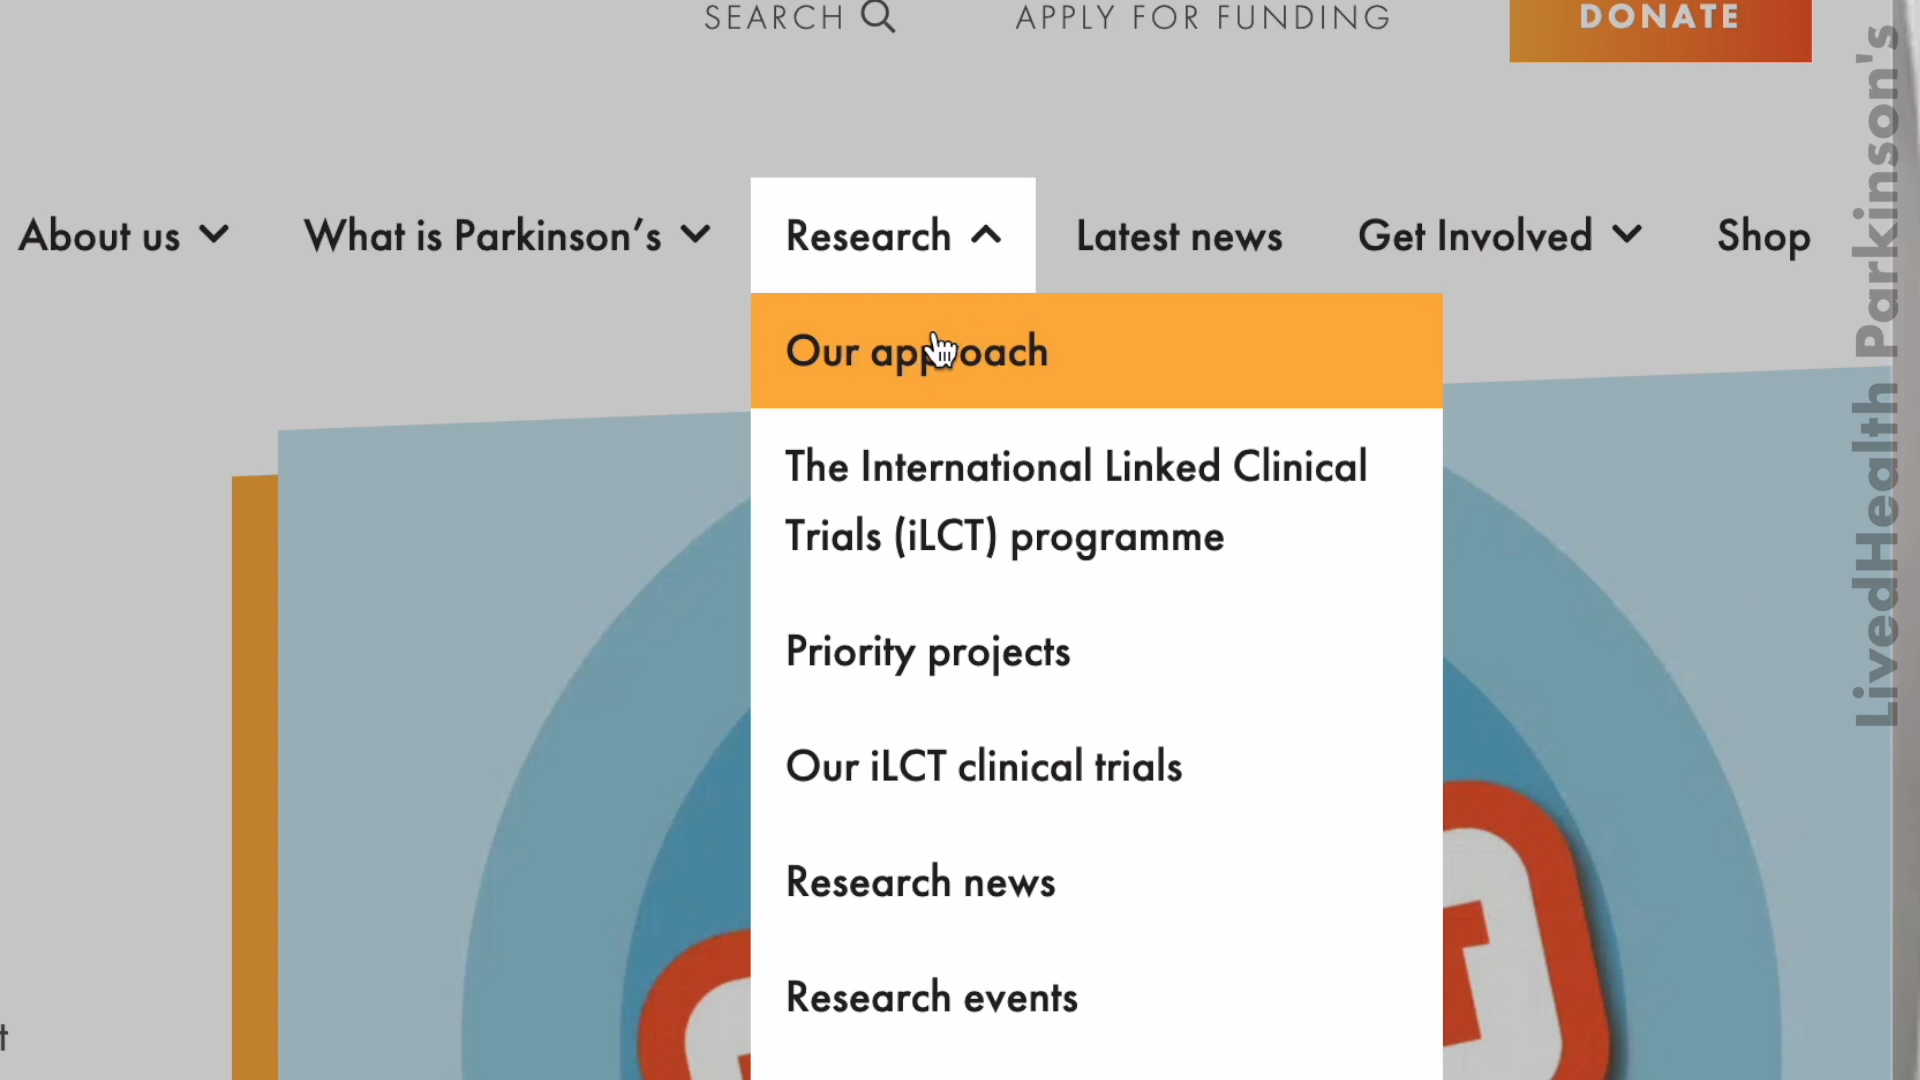 SEARCH
APPLY FOR FUNDING
DONATE
About us
What is Parkinson's
Research
Latest news
Get Involved
Shop
Our approach
The International Linked Clinical
Trials (iLCT) programme
Priority projects
Our iLCT clinical trials
Research news
Research events
LivedHealth Parkinson's